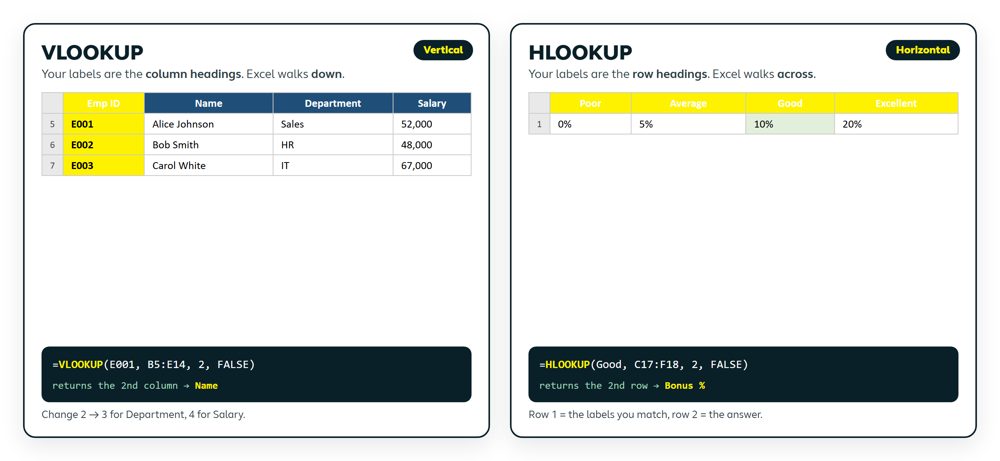 VLOOKUP
Vertical
Your labels are the column headings. Excel walks down.
Emp ID Name Department Salary
5 E001 Alice Johnson Sales 52,000
6 E002 Bob Smith HR 48,000
7 E003 Carol White IT 67,000
=VLOOKUP(E001, B5:E14, 2, FALSE)
returns the 2nd column → Name
Change 2 → 3 for Department, 4 for Salary.
HLOOKUP
Horizontal
Your labels are the row headings. Excel walks across.
Poor Average Good Excellent
1 0% 5% 10% 20%
=HLOOKUP(Good, C17:F18, 2, FALSE)
returns the 2nd row → Bonus %
Row 1 = the labels you match, row 2 = the answer.